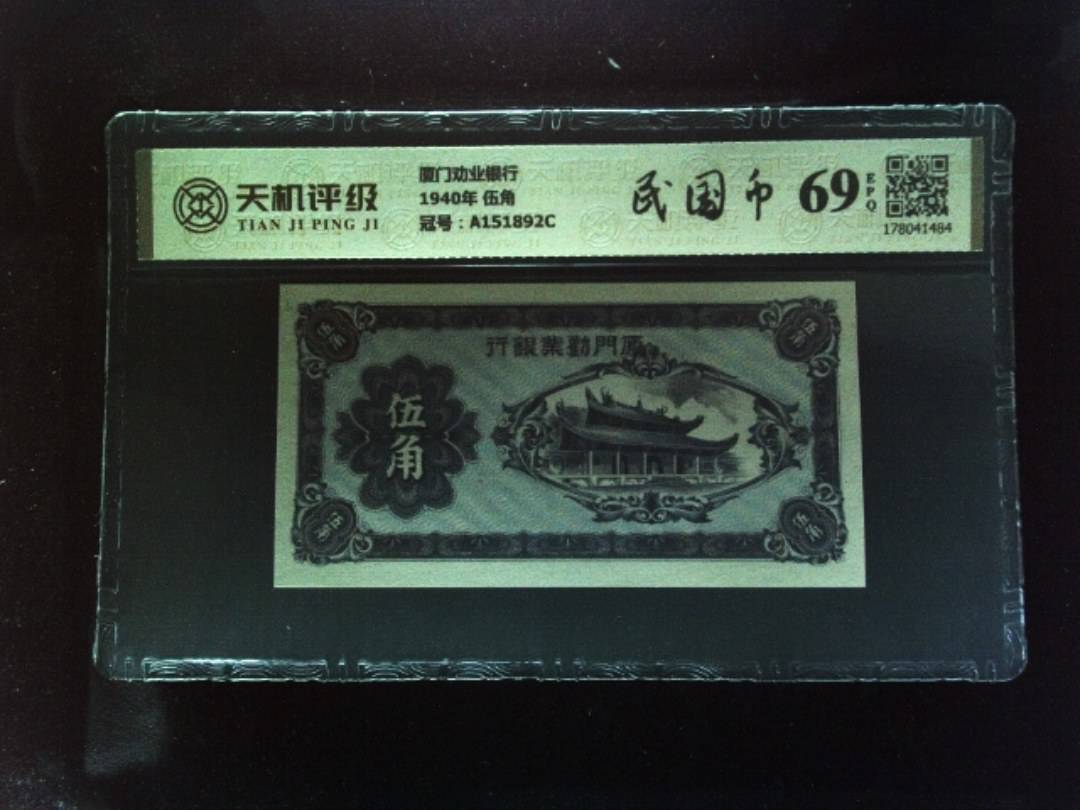 天机评级
TIAN JI PING JI
厦门劝业银行
1940年 伍角
冠号：A151892C
民国币
69
EPQ
178041484
行銀業勸門厦
伍角
伍角
伍角
伍角
伍角